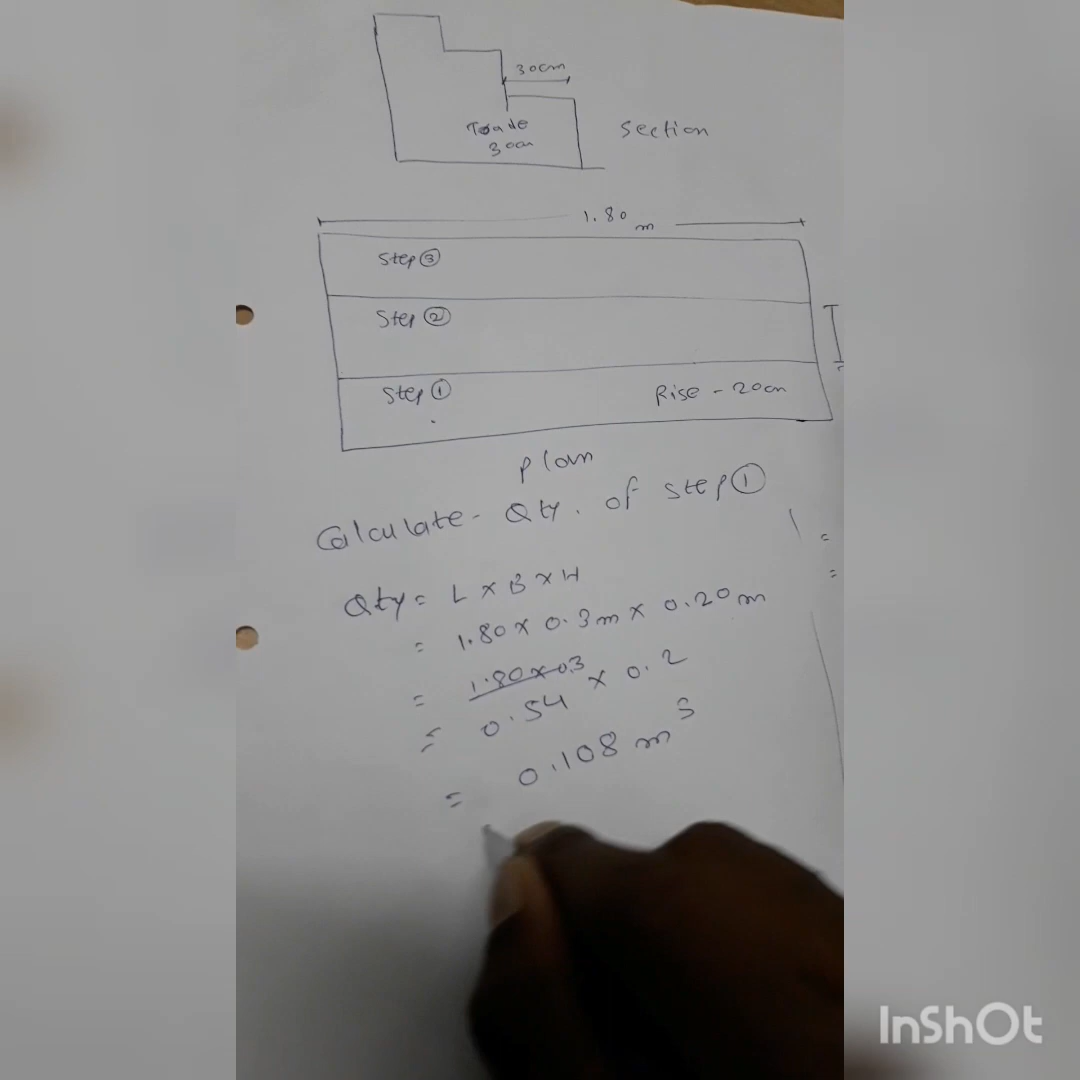 30cm
Trade
30cm
Section
1.80 m
Step ③
Step ②
Step ① Rise - 20cm
plan
Calculate - Qty. of step ①
Qty = L x B x H
= 1.80 x 0.3m x 0.20m
= 1.80 x 0.3
= 0.54 x 0.2
= 0.108 m³
InShOt